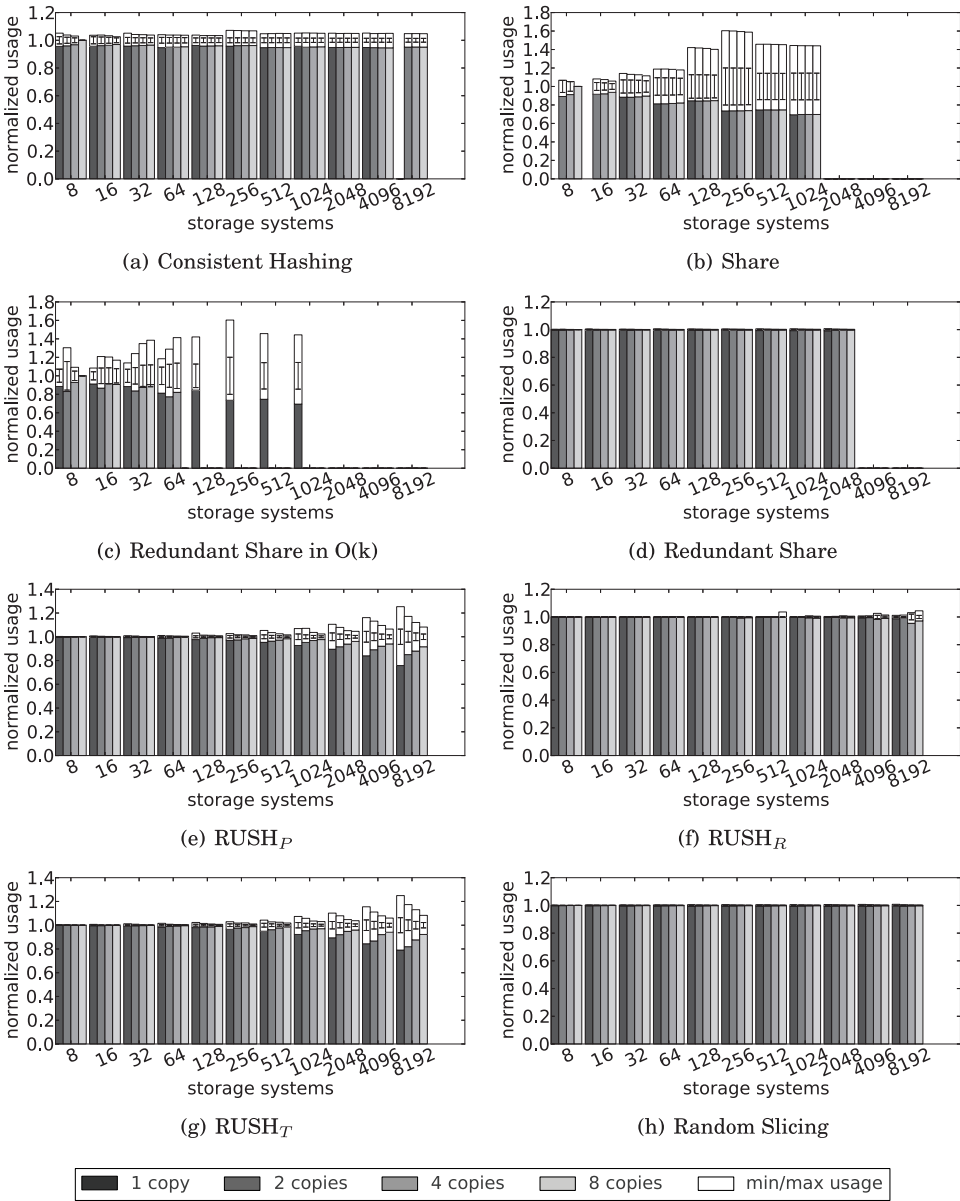 normalized usage
1.2
1.0
0.8
0.6
0.4
0.2
0.0
8 16 32 64 128 256 512 1024 2048 4096 8192
storage systems
(a) Consistent Hashing
normalized usage
1.8
1.6
1.4
1.2
1.0
0.8
0.6
0.4
0.2
0.0
8 16 32 64 128 256 512 1024 2048 4096 8192
storage systems
(b) Share
normalized usage
1.8
1.6
1.4
1.2
1.0
0.8
0.6
0.4
0.2
0.0
8 16 32 64 128 256 512 1024 2048 4096 8192
storage systems
(c) Redundant Share in O(k)
normalized usage
1.2
1.0
0.8
0.6
0.4
0.2
0.0
8 16 32 64 128 256 512 1024 2048 4096 8192
storage systems
(d) Redundant Share
normalized usage
1.4
1.2
1.0
0.8
0.6
0.4
0.2
0.0
8 16 32 64 128 256 512 1024 2048 4096 8192
storage systems
(e) RUSH_P
normalized usage
1.2
1.0
0.8
0.6
0.4
0.2
0.0
8 16 32 64 128 256 512 1024 2048 4096 8192
storage systems
(f) RUSH_R
normalized usage
1.4
1.2
1.0
0.8
0.6
0.4
0.2
0.0
8 16 32 64 128 256 512 1024 2048 4096 8192
storage systems
(g) RUSH_T
normalized usage
1.2
1.0
0.8
0.6
0.4
0.2
0.0
8 16 32 64 128 256 512 1024 2048 4096 8192
storage systems
(h) Random Slicing
1 copy 2 copies 4 copies 8 copies min/max usage